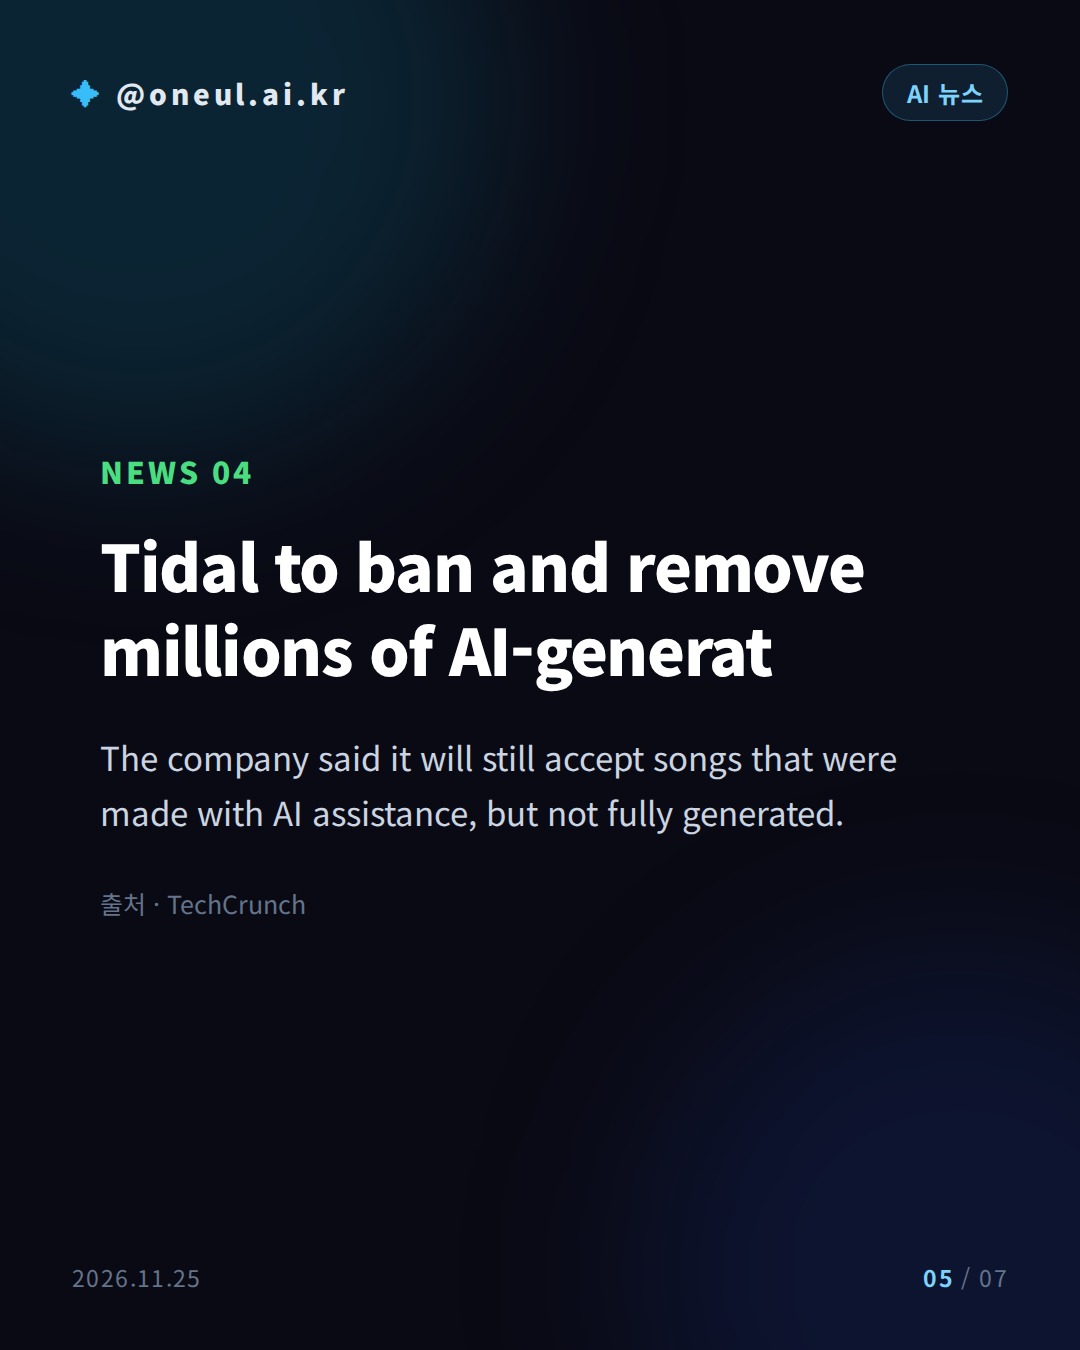 @oneul.ai.kr
AI 뉴스
NEWS 04
Tidal to ban and remove
millions of AI-generat
The company said it will still accept songs that were
made with AI assistance, but not fully generated.
출처 · TechCrunch
2026.11.25
05 / 07